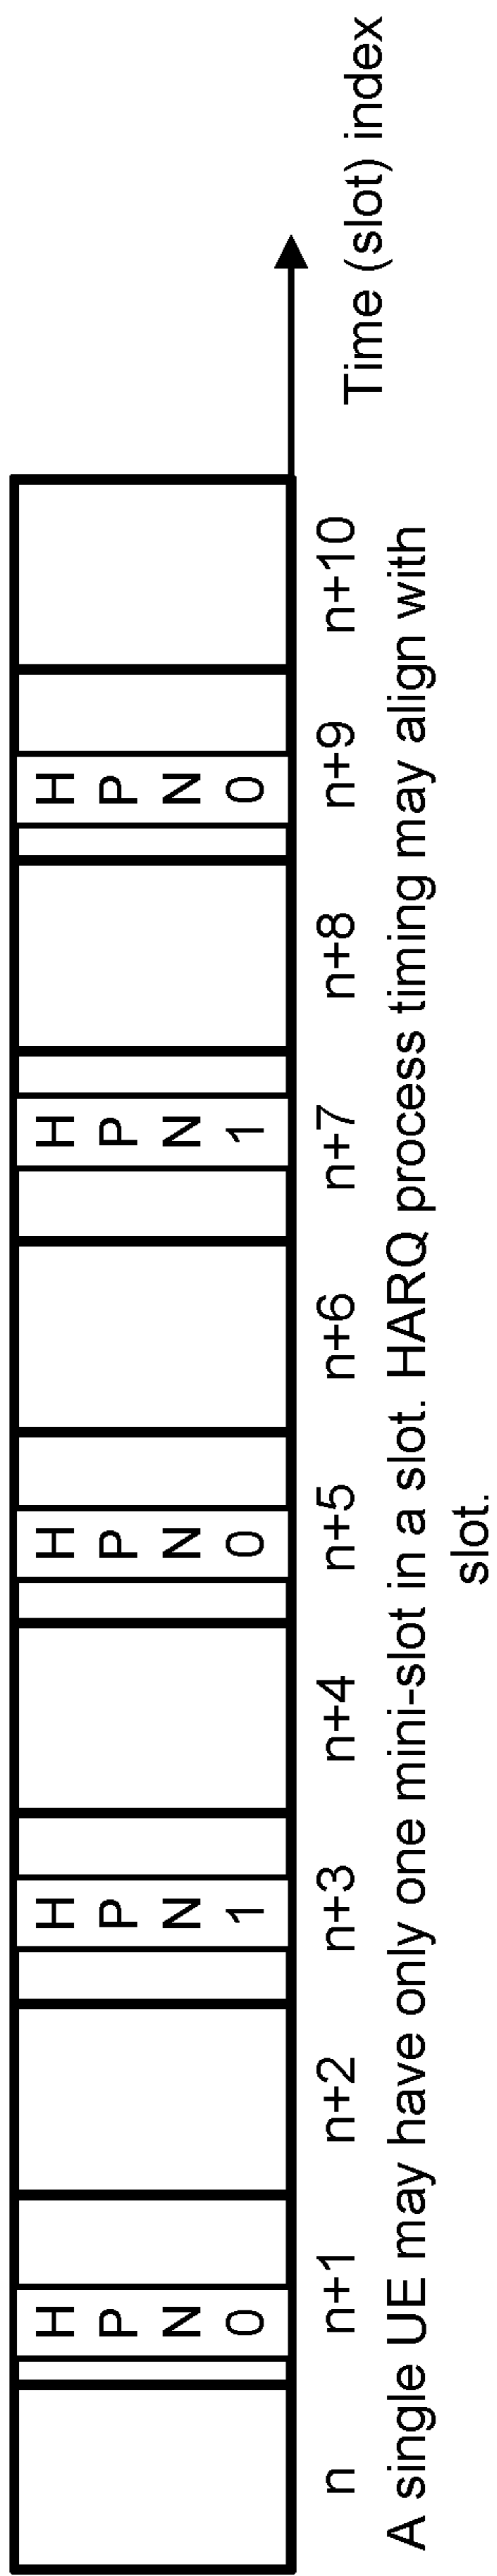 H H H H H
P P P P P
N N N N N
0 1 0 1 0
n n+1 n+2 n+3 n+4 n+5 n+6 n+7 n+8 n+9 n+10
Time (slot) index
A single UE may have only one mini-slot in a slot. HARQ process timing may align with
slot.